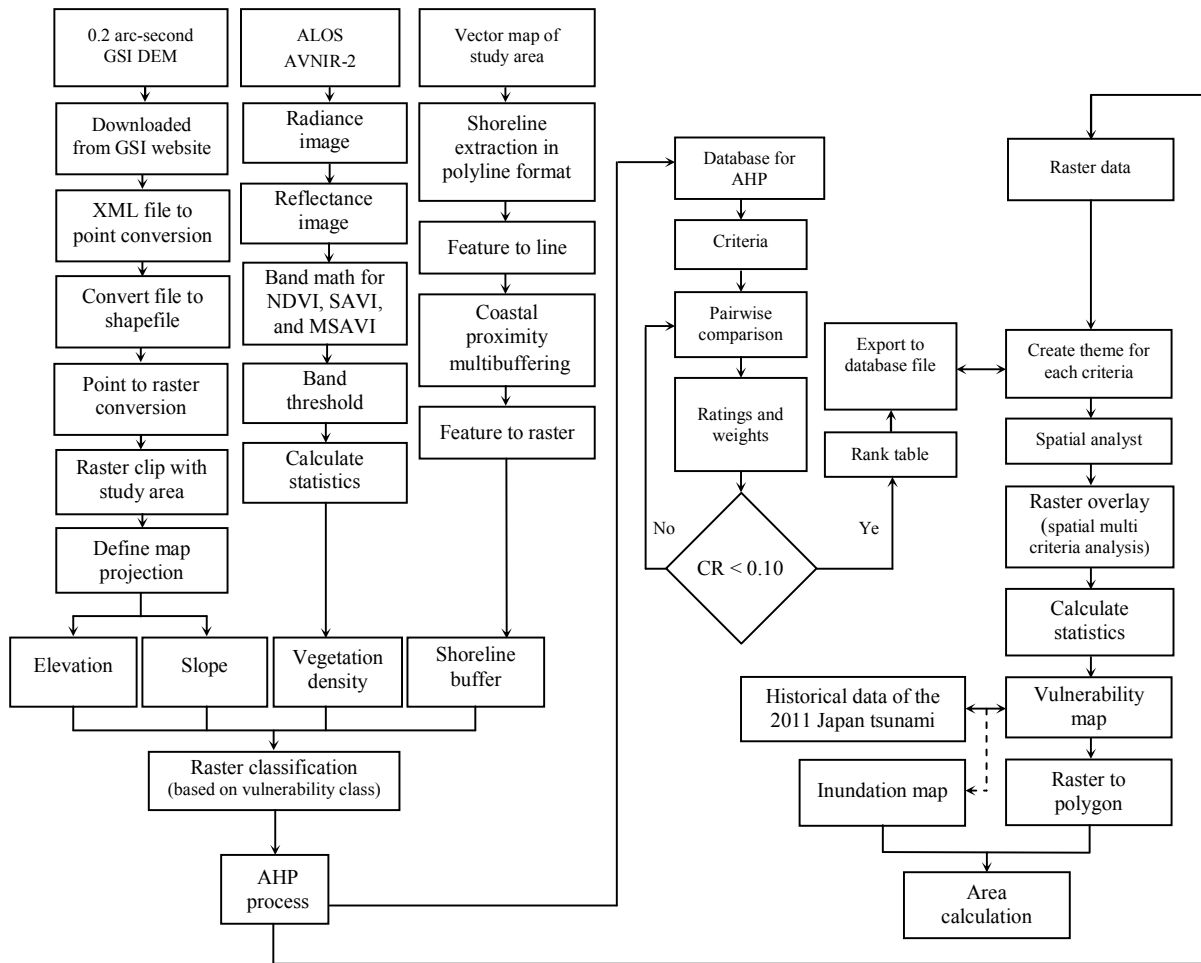 0.2 arc-second
GSI DEM
Downloaded
from GSI website
XML file to
point conversion
Convert file to
shapefile
Point to raster
conversion
Raster clip with
study area
Define map
projection
Elevation
Slope
ALOS
AVNIR-2
Radiance
image
Reflectance
image
Band math for
NDVI, SAVI,
and MSAVI
Band
threshold
Calculate
statistics
Vegetation
density
Vector map of
study area
Shoreline
extraction in
polyline format
Feature to line
Coastal
proximity
multibuffering
Feature to raster
Shoreline
buffer
Raster classification
(based on vulnerability class)
AHP
process
Database for
AHP
Criteria
Pairwise
comparison
Ratings and
weights
CR < 0.10
No
Ye
Rank table
Export to
database file
Raster data
Create theme for
each criteria
Spatial analyst
Raster overlay
(spatial multi
criteria analysis)
Calculate
statistics
Vulnerability
map
Historical data of the
2011 Japan tsunami
Inundation map
Raster to
polygon
Area
calculation